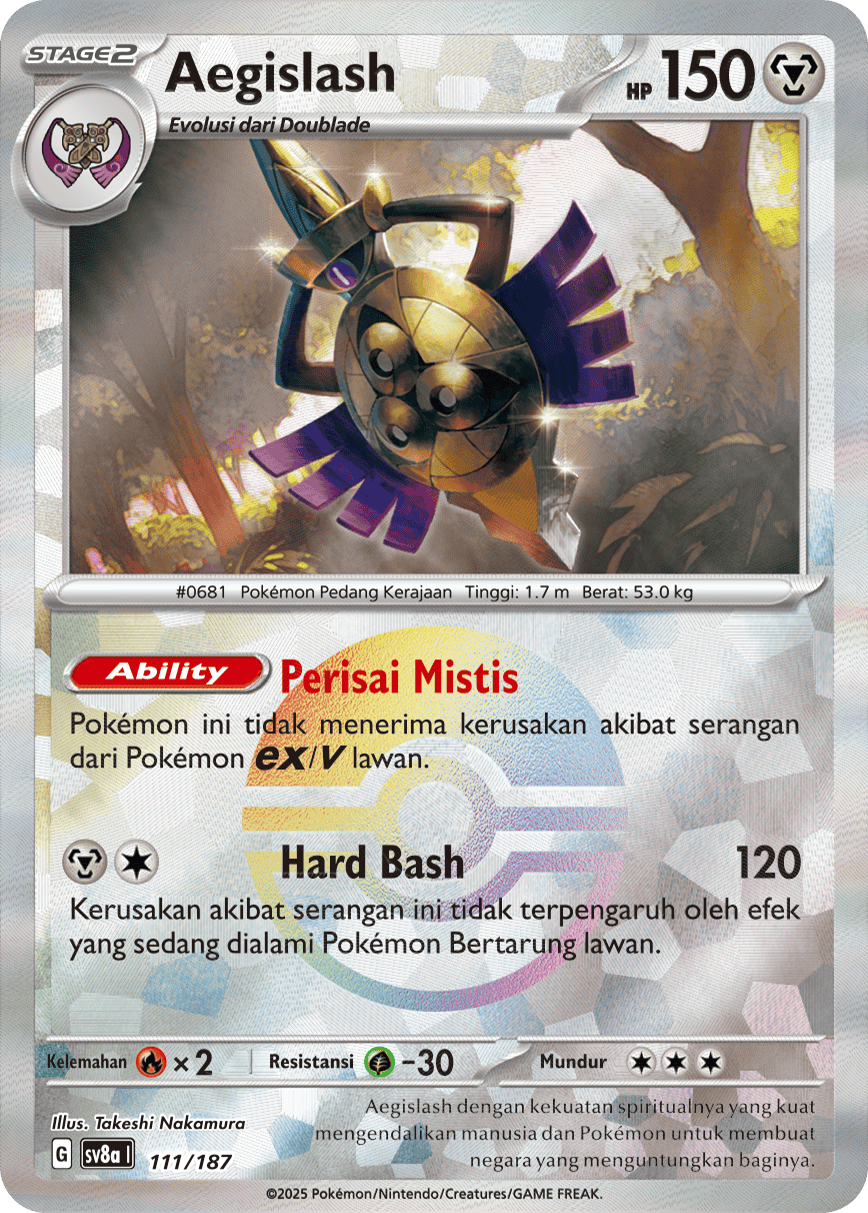 STAGE2 Aegislash HP 150
Evolusi dari Doublade
#0681 Pokémon Pedang Kerajaan Tinggi: 1.7 m Berat: 53.0 kg
Ability Perisai Mistis
Pokémon ini tidak menerima kerusakan akibat serangan
dari Pokémon ex/V lawan.
Hard Bash 120
Kerusakan akibat serangan ini tidak terpengaruh oleh efek
yang sedang dialami Pokémon Bertarung lawan.
Kelemahan ×2 Resistansi -30 Mundur
Illus. Takeshi Nakamura
G sv8a I 111/187
Aegislash dengan kekuatan spiritualnya yang kuat
mengendalikan manusia dan Pokémon untuk membuat
negara yang menguntungkan baginya.
©2025 Pokémon/Nintendo/Creatures/GAME FREAK.